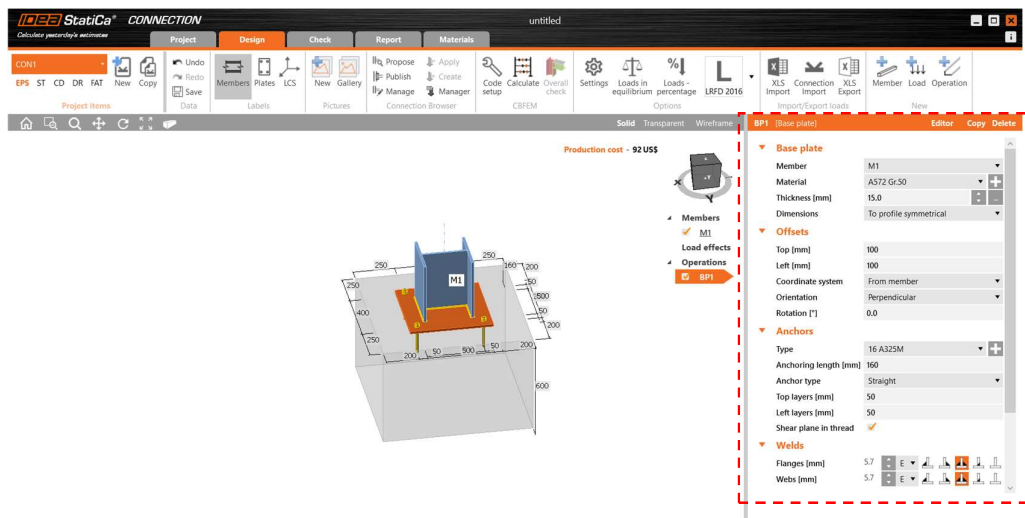 IDEA StatiCa® CONNECTION
untitled
Calculate yesterday's estimates
Project Design Check Report Materials
CON1
EPS ST CD DR FAT
New Copy
Project items
Undo
Redo
Save
Data
Members Plates LCS
Labels
New Gallery
Pictures
Propose Apply
Publish Create
Manage Manager
Connection Browser
Code setup Calculate Overall check
CBFEM
Settings Loads in equilibrium Loads - percentage LRFD 2016
Options
XLS Import Connection Import XLS Export
Import/Export loads
Member Load Operation
New
Solid Transparent Wireframe
Production cost - 92 US$
Members
M1
Load effects
Operations
BP1
250
250
160
200
50
500
50
200
250
400
250
200
50
500
50
200
600
M1
BP1 [Base plate] Editor Copy Delete
Base plate
Member M1
Material A572 Gr.50
Thickness [mm] 15.0
Dimensions To profile symmetrical
Offsets
Top [mm] 100
Left [mm] 100
Coordinate system From member
Orientation Perpendicular
Rotation [°] 0.0
Anchors
Type 16 A325M
Anchoring length [mm] 160
Anchor type Straight
Top layers [mm] 50
Left layers [mm] 50
Shear plane in thread
Welds
Flanges [mm] 5.7 E
Webs [mm] 5.7 E